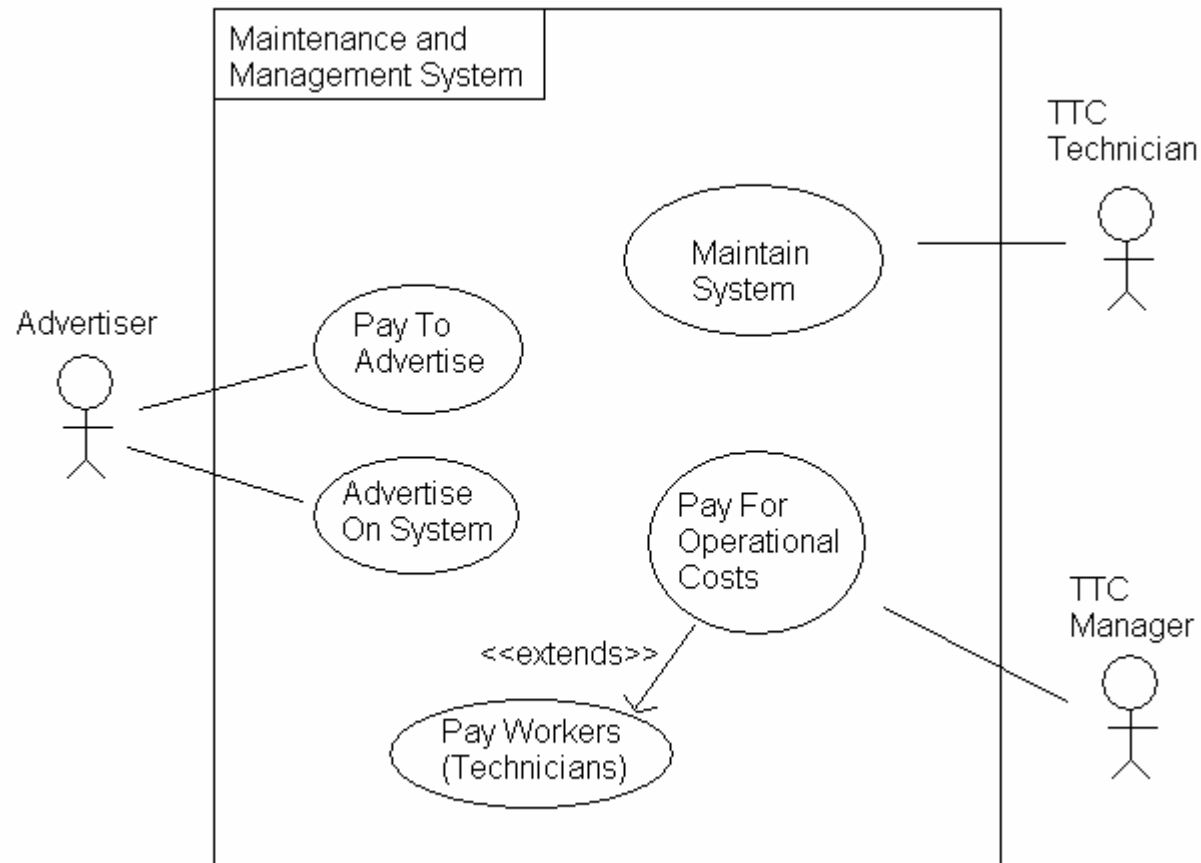 Maintenance and
Management System
TTC
Technician
Maintain
System
Advertiser
Pay To
Advertise
Advertise
On System
Pay For
Operational
Costs
TTC
Manager
<<extends>>
Pay Workers
(Technicians)